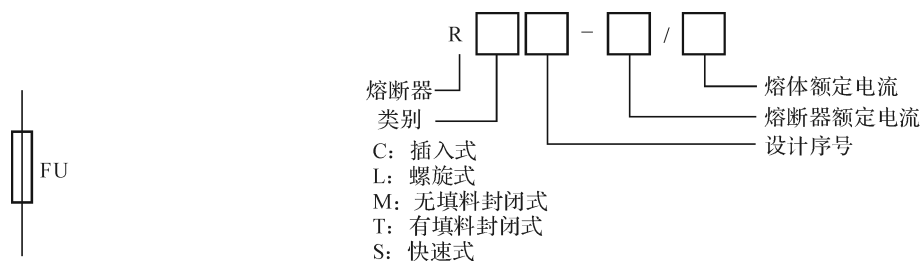 R □ □ - □ / □
熔断器
类别
C：插入式
L：螺旋式
M：无填料封闭式
T：有填料封闭式
S：快速式
熔体额定电流
熔断器额定电流
设计序号
FU